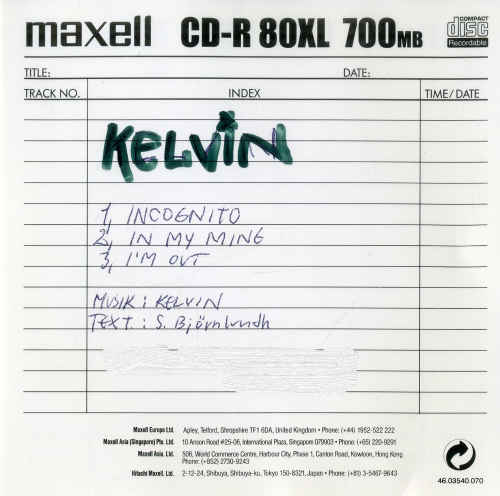 maxell CD-R 80XL 700MB COMPACT disc Recordable
TITLE: DATE:
TRACK NO. INDEX TIME/DATE
KELVIN
1, INCOGNITO
2, IN MY MING
3, I'M OUT
MUSIK : KELVIN
TEXT. : S. Björnlundh
Maxell Europe Ltd. Apley, Telford, Shropshire TF1 6DA, United Kingdom • Phone: (+44) 1952-522 222
Maxell Asia (Singapore) Pte. Ltd. 10 Anson Road #25-06, International Plaza, Singapore 079903 • Phone: (+65) 220-9291
Maxell Asia, Ltd. 506, World Commerce Centre, Harbour City, Phase 1, Canton Road, Kowloon, Hong Kong
Phone: (+852) 2730-9243
Hitachi Maxell, Ltd. 2-12-24, Shibuya, Shibuya-ku, Tokyo 150-8321, Japan • Phone: (+81) 3-5467-9643
46.03540.070